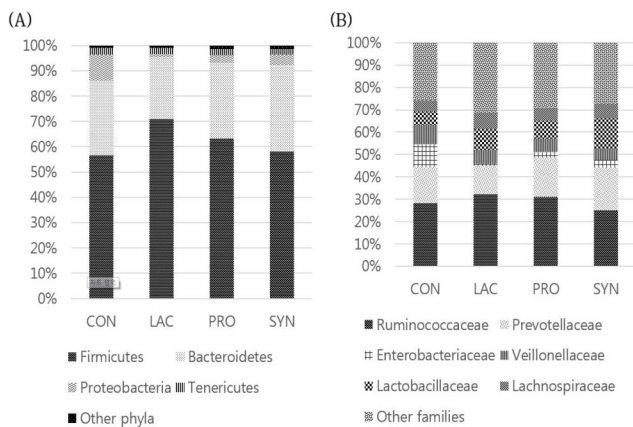 (A)
100%
90%
80%
70%
60%
50%
40%
30%
20%
10%
0%
CON LAC PRO SYN
Firmicutes Bacteroidetes
Proteobacteria Tenericutes
Other phyla
(B)
100%
90%
80%
70%
60%
50%
40%
30%
20%
10%
0%
CON LAC PRO SYN
Ruminococcaceae Prevotellaceae
Enterobacteriaceae Veillonellaceae
Lactobacillaceae Lachnospiraceae
Other families